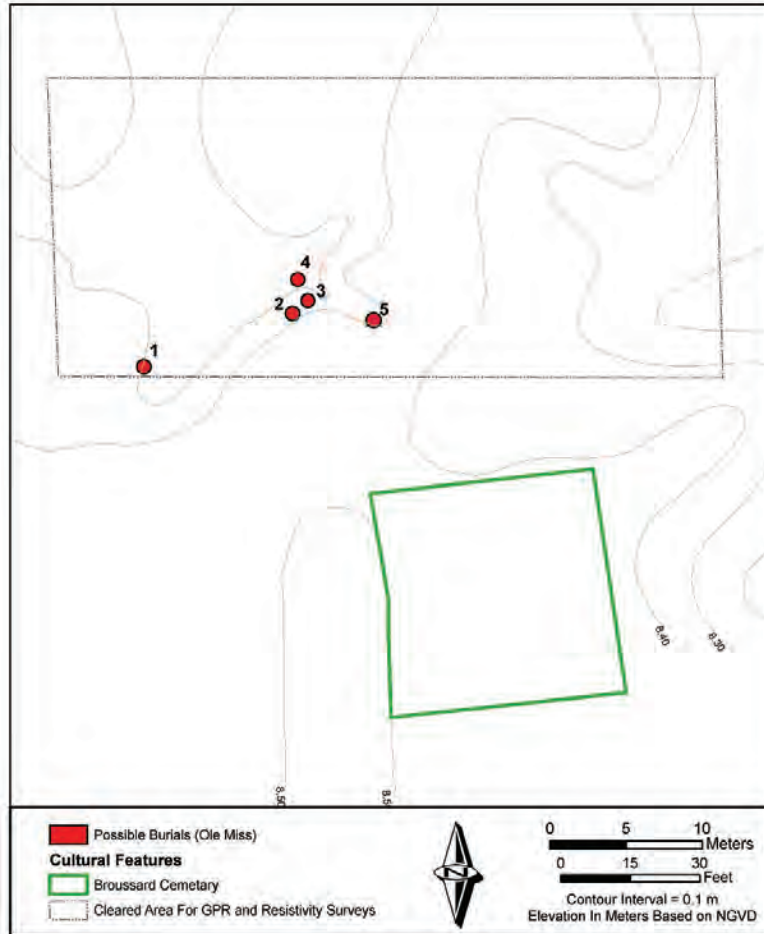 4
3
2
5
1
8.40
8.30
8.50
8.5
Possible Burials (Ole Miss)
Cultural Features
Broussard Cemetary
Cleared Area For GPR and Resistivity Surveys
N
0 5 10
Meters
0 15 30
Feet
Contour Interval = 0.1 m
Elevation In Meters Based on NGVD